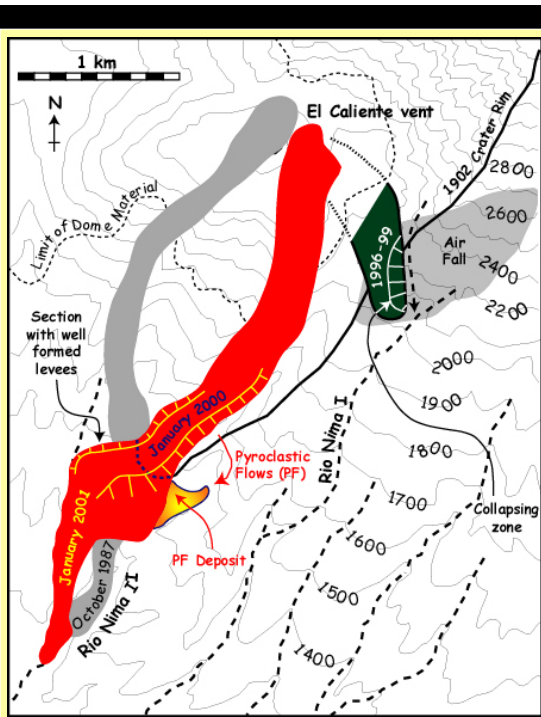 1 km
N
El Caliente vent
1902 Crater Rim
2800
2600
Air
Fall
2400
2200
Limit of Dome Material
1996-99
Section
with well
formed
levees
2000
1900
1800
January 2000
Pyroclastic
Flows (PF)
Rio Nima I
1700
Collapsing
zone
January 2001
1600
PF Deposit
October 1987
Rio Nima II
1500
1400